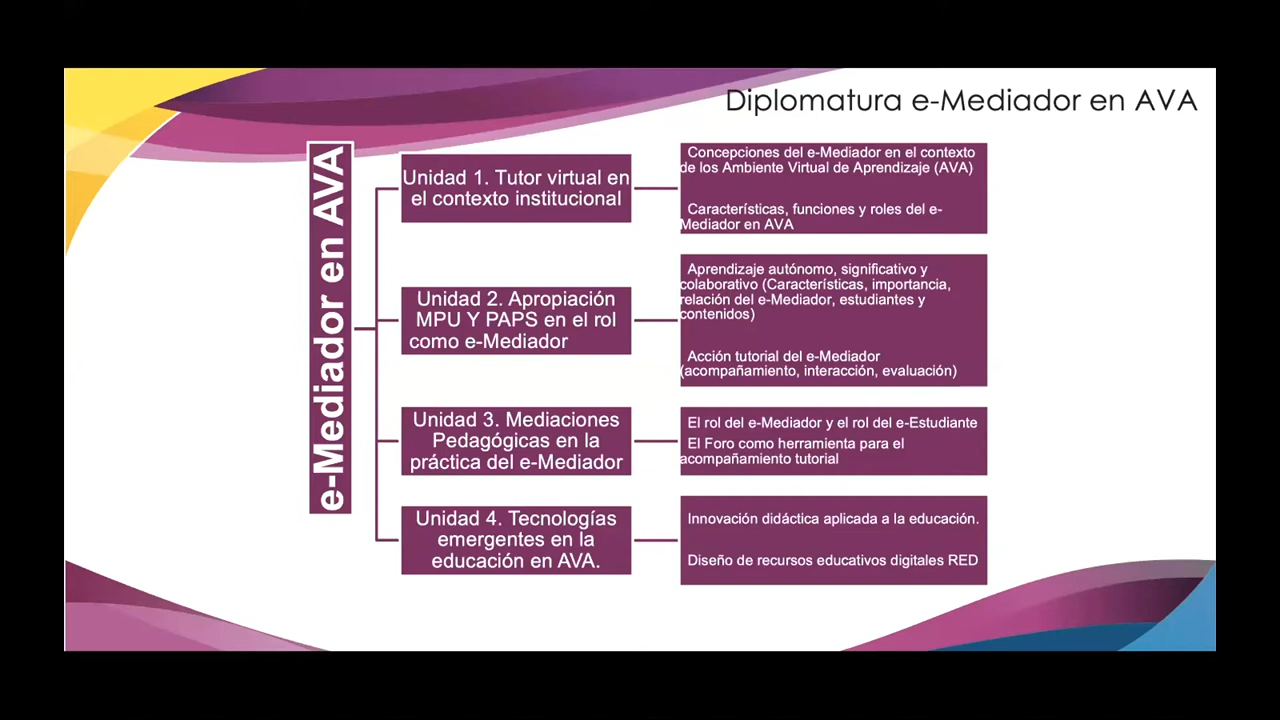 Diplomatura e-Mediador en AVA
e-Mediador en AVA
Unidad 1. Tutor virtual en
el contexto institucional
Concepciones del e-Mediador en el contexto
de los Ambiente Virtual de Aprendizaje (AVA)
Características, funciones y roles del e-
Mediador en AVA
Unidad 2. Apropiación
MPU Y PAPS en el rol
como e-Mediador
Aprendizaje autónomo, significativo y
colaborativo (Características, importancia,
relación del e-Mediador, estudiantes y
contenidos)
Acción tutorial del e-Mediador
(acompañamiento, interacción, evaluación)
Unidad 3. Mediaciones
Pedagógicas en la
práctica del e-Mediador
El rol del e-Mediador y el rol del e-Estudiante
El Foro como herramienta para el
acompañamiento tutorial
Unidad 4. Tecnologías
emergentes en la
educación en AVA.
Innovación didáctica aplicada a la educación.
Diseño de recursos educativos digitales RED